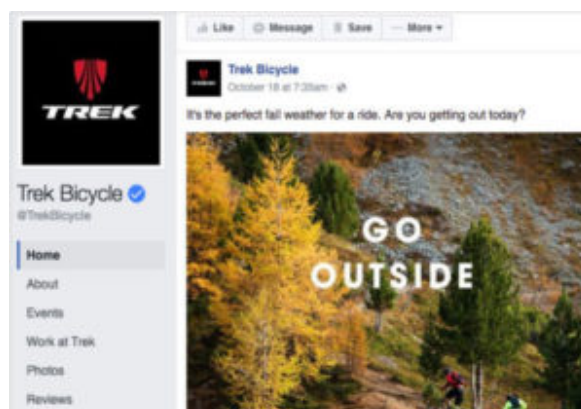 Like Message Save ··· More
TREK
Trek Bicycle
October 18 at 7:35am ·
It's the perfect fall weather for a ride. Are you getting out today?
GO
OUTSIDE
Trek Bicycle
@TrekBicycle
Home
About
Events
Work at Trek
Photos
Reviews